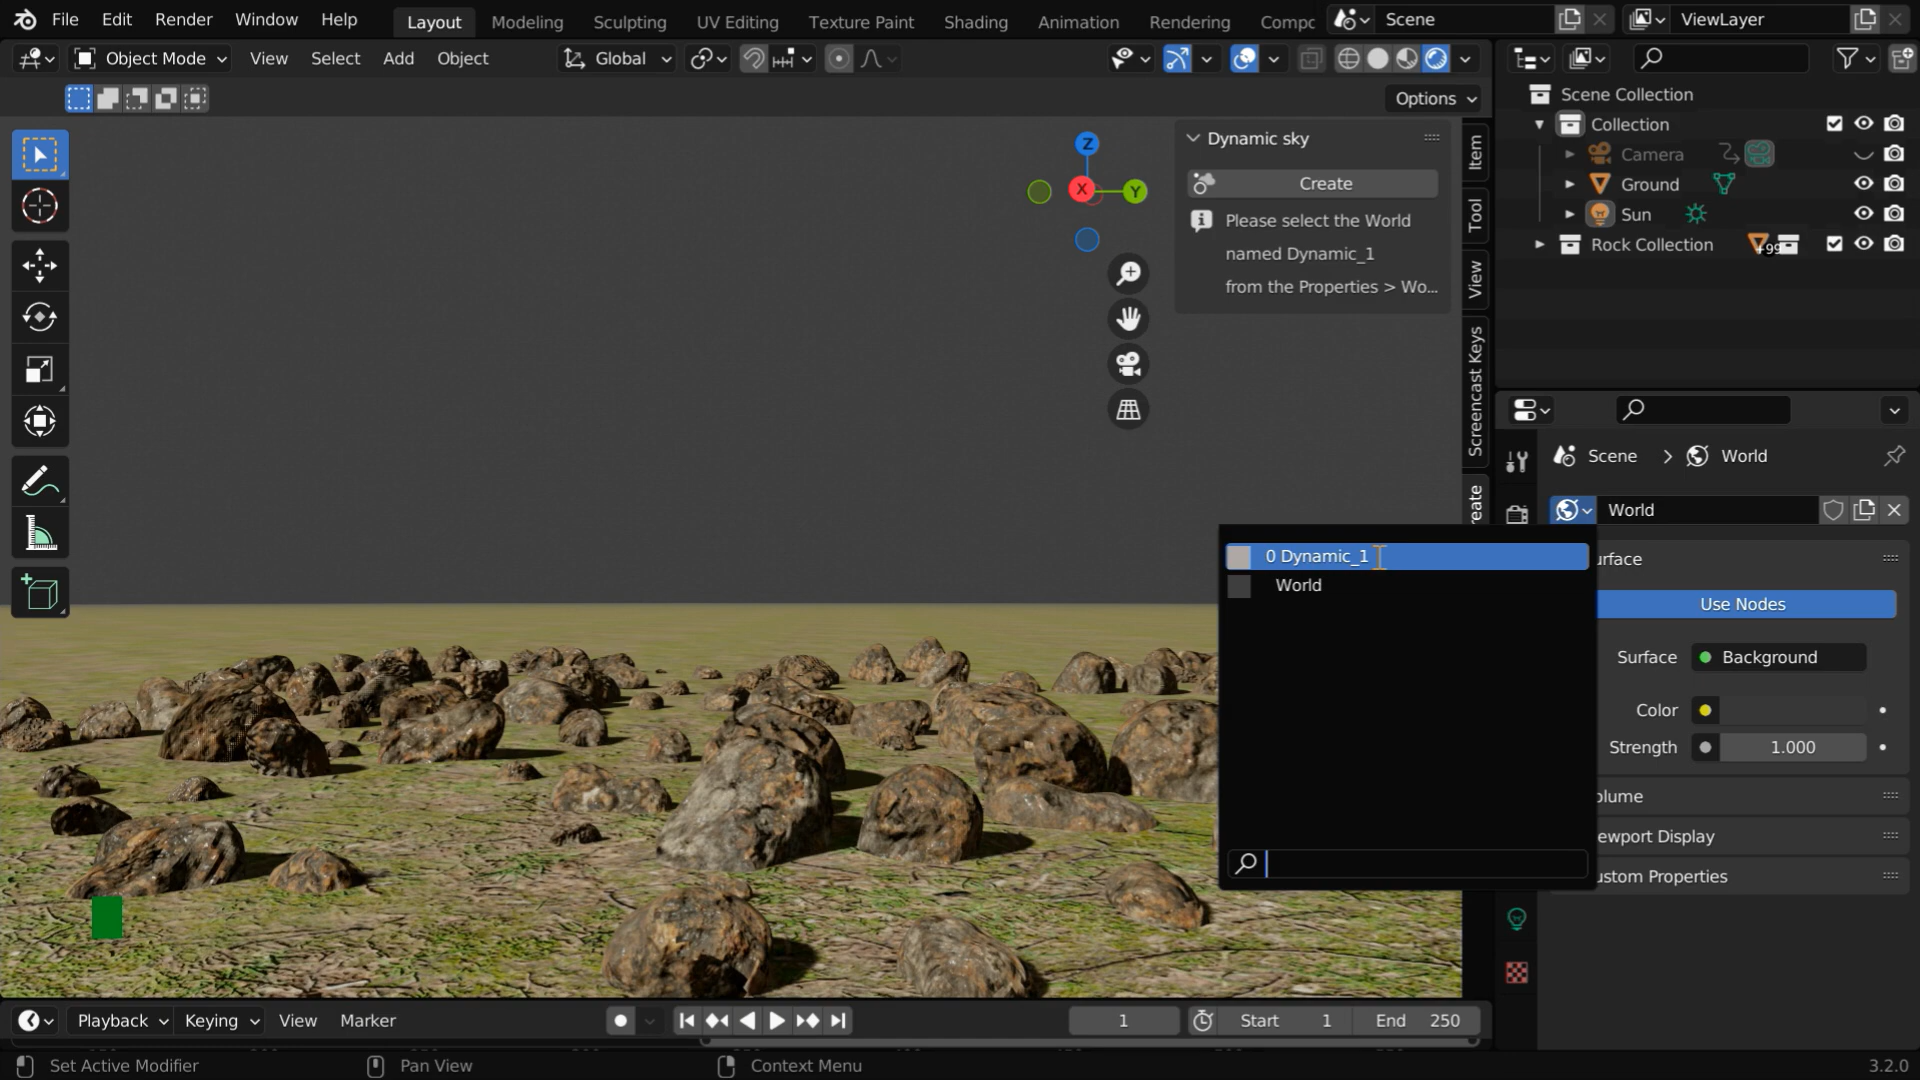 File Edit Render Window Help
Layout Modeling Sculpting UV Editing Texture Paint Shading Animation Rendering Compc
Scene
ViewLayer
Object Mode View Select Add Object
Global
Options
Dynamic sky
Create
Please select the World
named Dynamic_1
from the Properties > Wo...
Z
X
Y
Item
Tool
View
Screencast Keys
reate
Scene Collection
Collection
Camera
Ground
Sun
Rock Collection
+99
Scene > World
World
0 Dynamic_1
World
urface
Use Nodes
Surface Background
Color
Strength 1.000
olume
ewport Display
ustom Properties
Playback Keying View Marker
1
Start 1
End 250
Set Active Modifier
Pan View
Context Menu
3.2.0